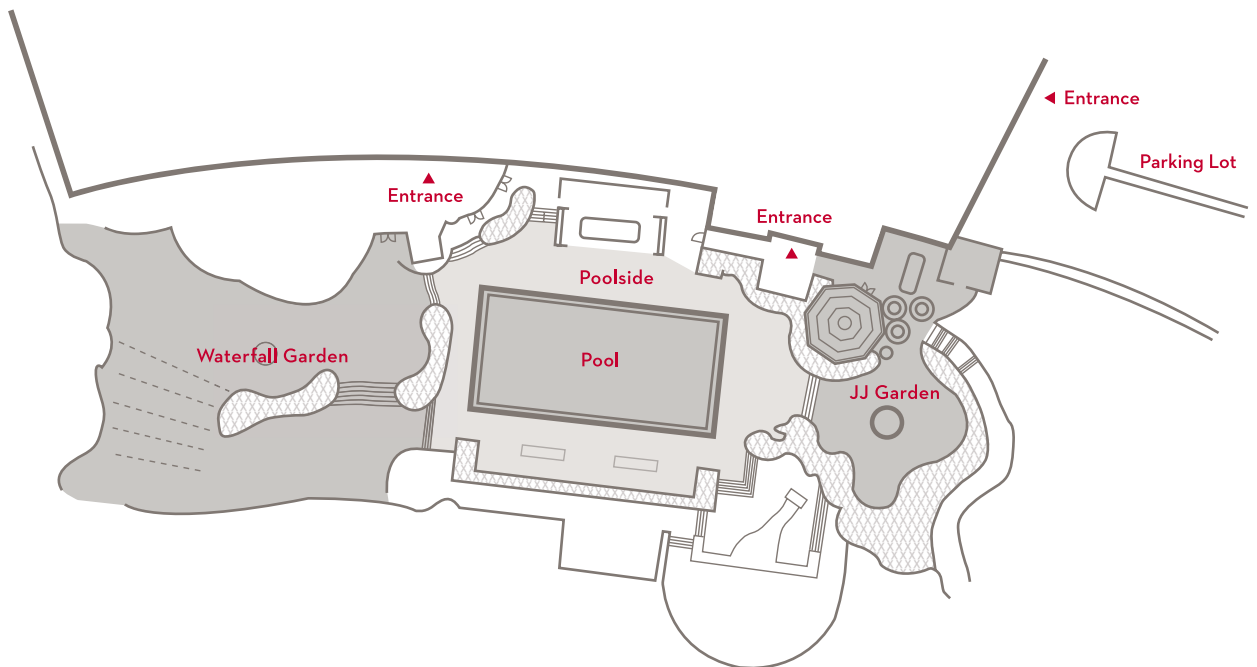 Entrance
Parking Lot
Entrance
Entrance
Poolside
Waterfall Garden
Pool
JJ Garden